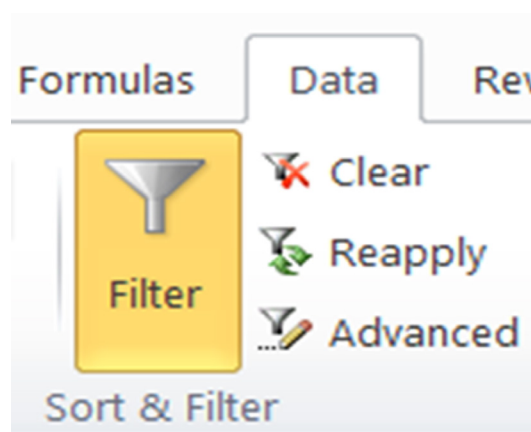 Formulas Data
Clear
Reapply
Filter
Advanced
Sort & Filter